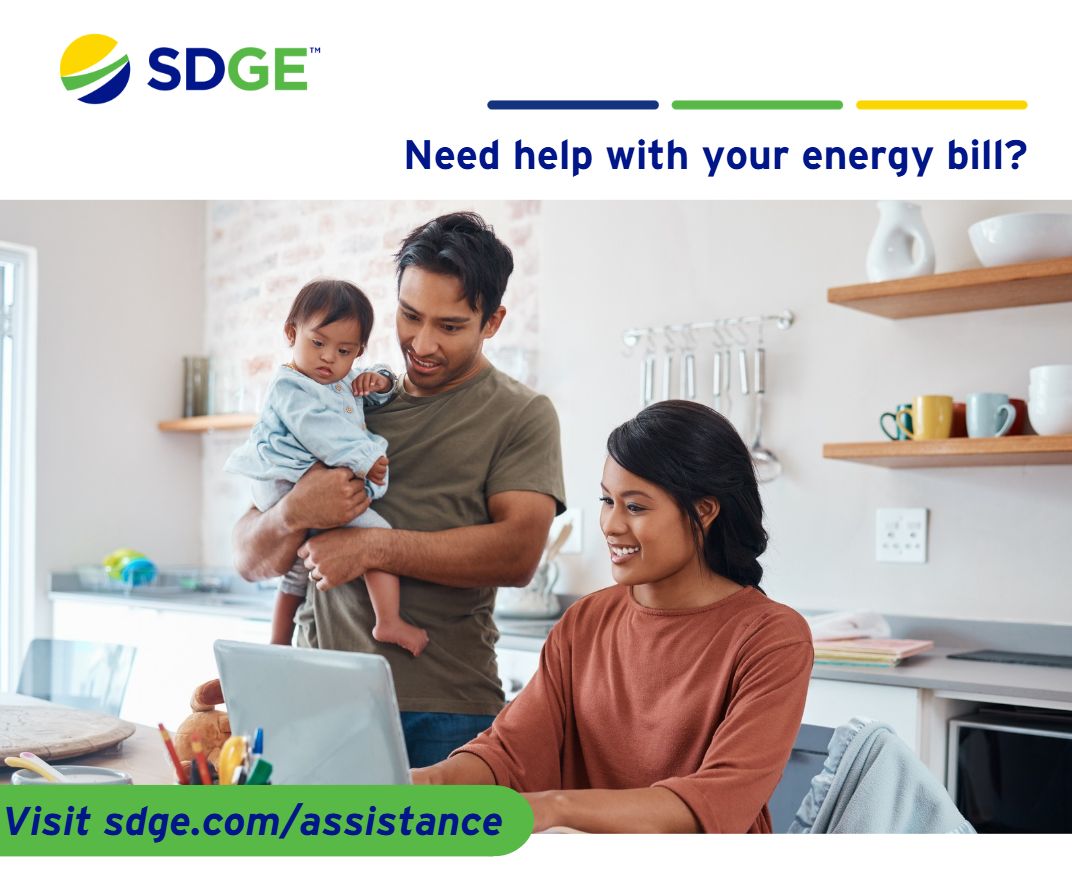 SDGE™
Need help with your energy bill?
Visit sdge.com/assistance